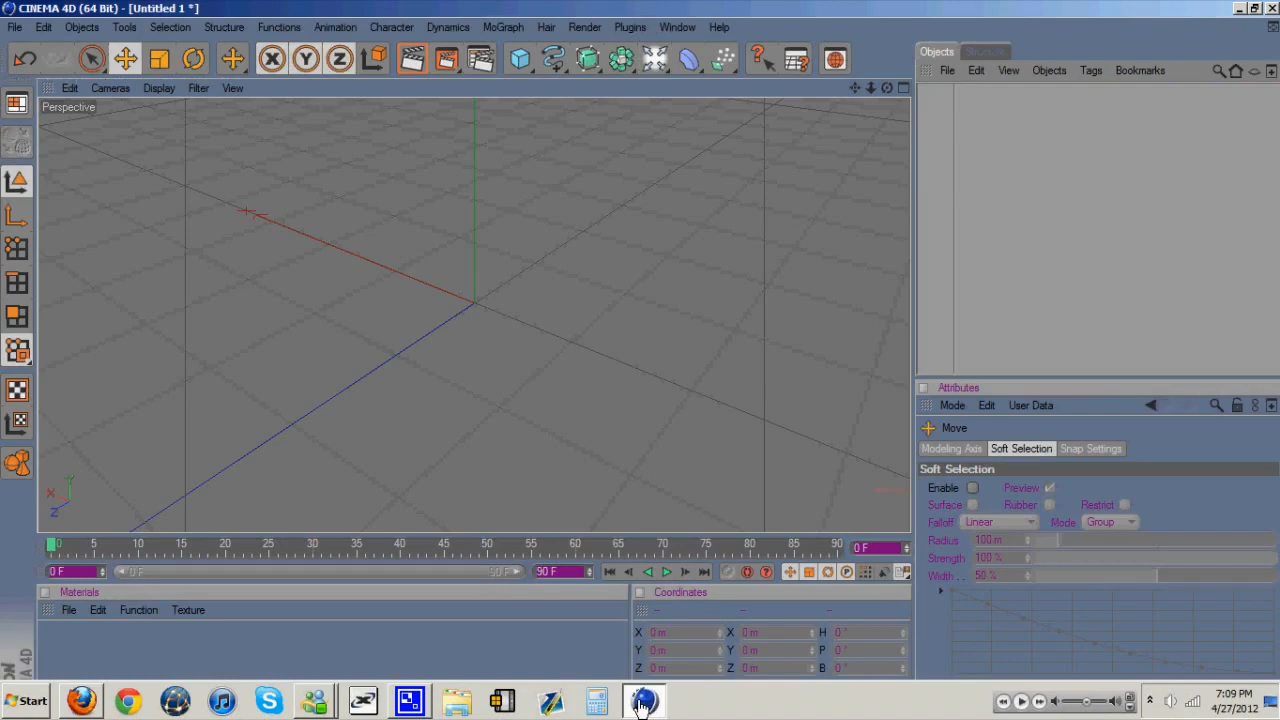 CINEMA 4D (64 Bit) - [Untitled 1 *]
File Edit Objects Tools Selection Structure Functions Animation Character Dynamics MoGraph Hair Render Plugins Window Help
X Y Z
Objects Structure
File Edit View Objects Tags Bookmarks
Edit Cameras Display Filter View
Perspective
Y
X
Z
Attributes
Mode Edit User Data
Move
Modeling Axis Soft Selection Snap Settings
Soft Selection
Enable Preview
Surface Rubber Restrict
Falloff Linear Mode Group
Radius 100 m
Strength 100 %
Width . . 50 %
0 5 10 15 20 25 30 35 40 45 50 55 60 65 70 75 80 85 90 0 F
0 F 0 F 90 F 90 F
Materials
File Edit Function Texture
Coordinates
-- -- --
X 0 m X 0 m H 0 °
Y 0 m Y 0 m P 0 °
Z 0 m Z 0 m B 0 °
MA 4D
Start
7:09 PM
4/27/2012